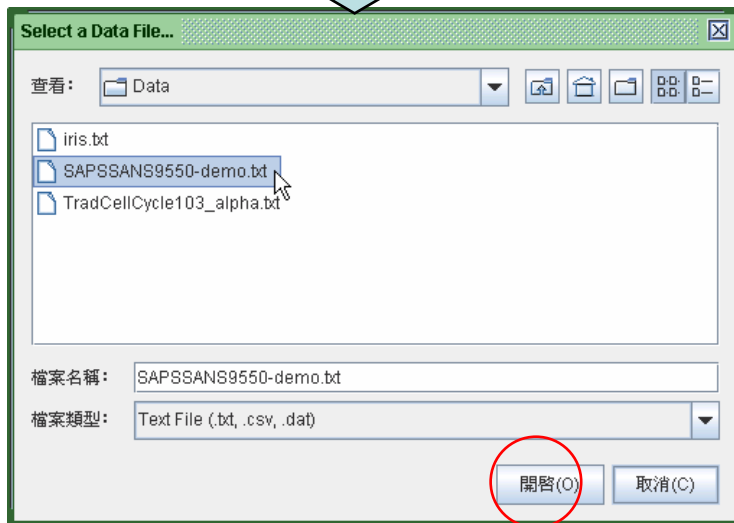 Select a Data File...
查看： Data
iris.txt
SAPSSANS9550-demo.txt
TradCellCycle103_alpha.txt
檔案名稱： SAPSSANS9550-demo.txt
檔案類型： Text File (.txt, .csv, .dat)
開啓(O) 取消(C)